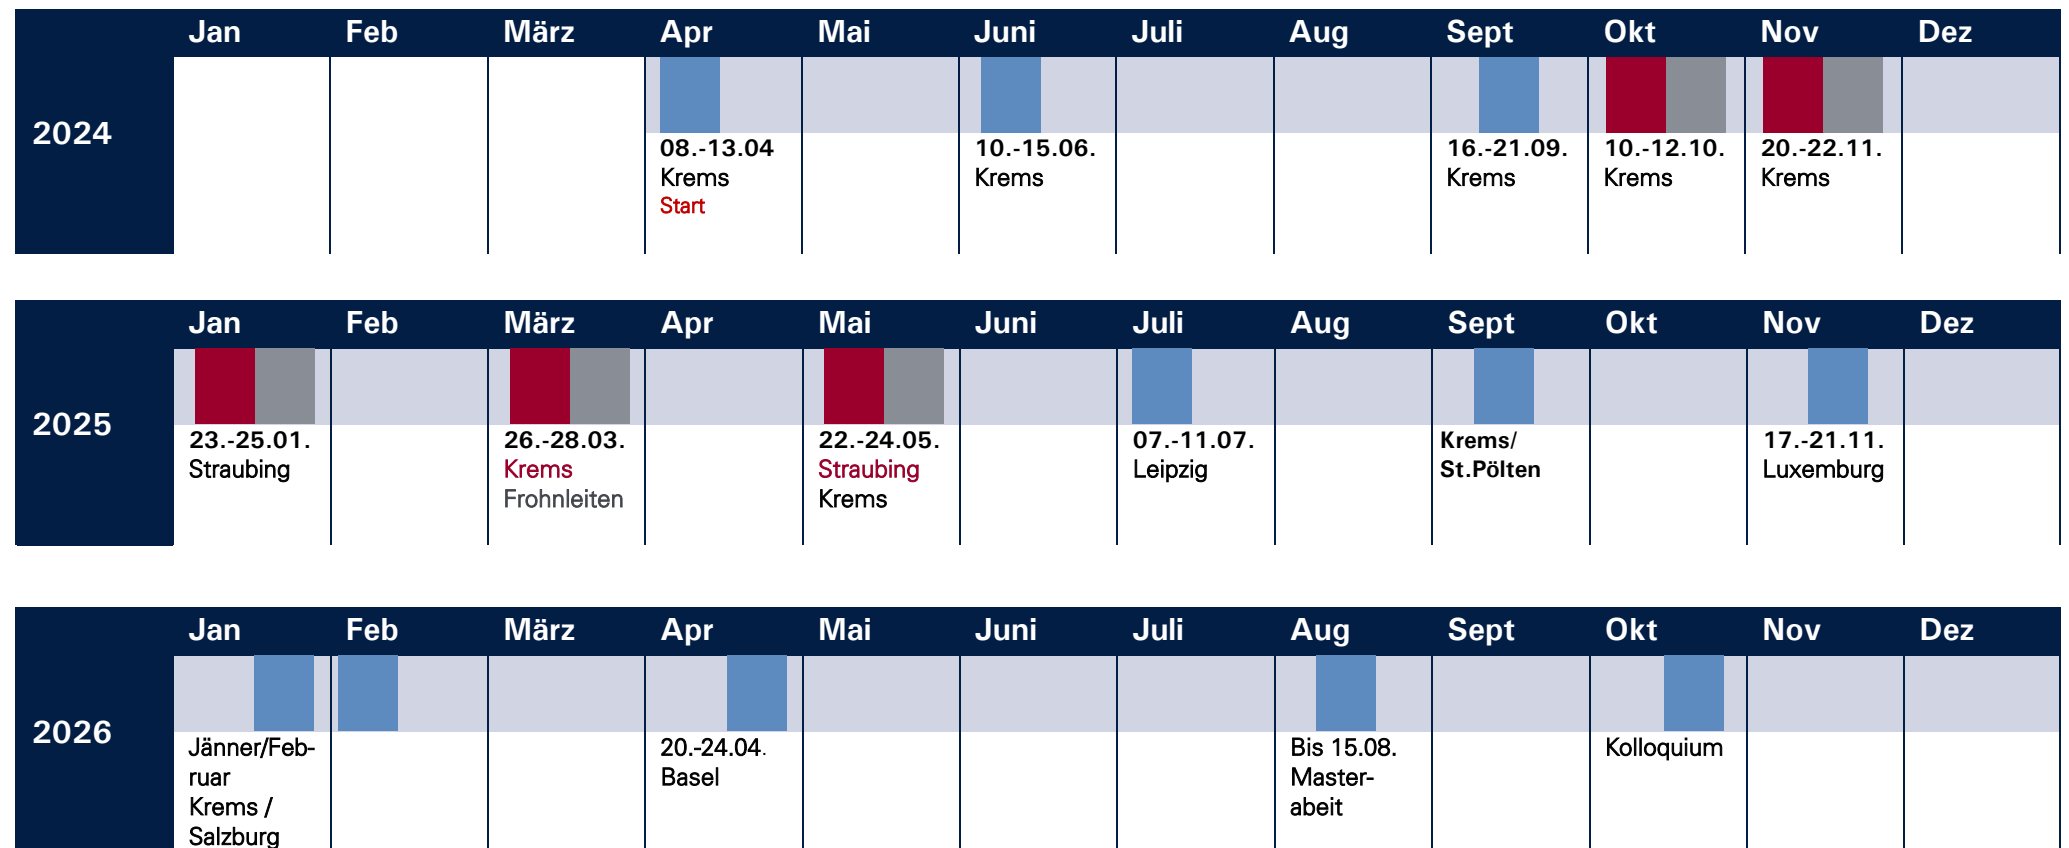 Jan Feb März Apr Mai Juni Juli Aug Sept Okt Nov Dez
2024
08.-13.04 10.-15.06. 16.-21.09. 10.-12.10. 20.-22.11.
Krems Krems Krems Krems Krems
Start
Jan Feb März Apr Mai Juni Juli Aug Sept Okt Nov Dez
2025
23.-25.01. 26.-28.03. 22.-24.05. 07.-11.07. Krems/ 17.-21.11.
Straubing Krems Straubing Leipzig St.Pölten Luxemburg
Frohnleiten Krems
Jan Feb März Apr Mai Juni Juli Aug Sept Okt Nov Dez
2026
Jänner/Feb- 20.-24.04. Bis 15.08. Kolloquium
ruar Basel Master-
Krems / abeit
Salzburg